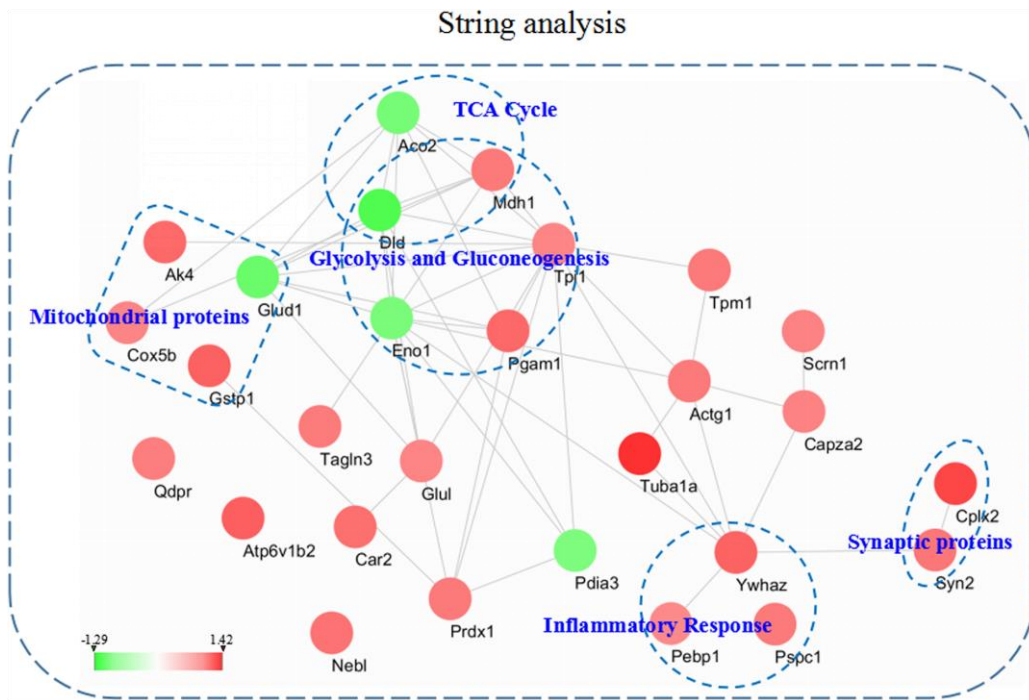 String analysis
TCA Cycle
Aco2
Mdh1
Dld
Glycolysis and Gluconeogenesis
Tpi1
Ak4
Glud1
Tpm1
Mitochondrial proteins
Cox5b
Eno1
Pgam1
Scrn1
Gstp1
Actg1
Capza2
Tagln3
Qdpr
Glul
Tuba1a
Cplx2
Atp6v1b2
Car2
Synaptic proteins
Pdia3
Ywhaz
Syn2
Prdx1
Inflammatory Response
Nebl
Pebp1
Pspc1
-1.29
1.42